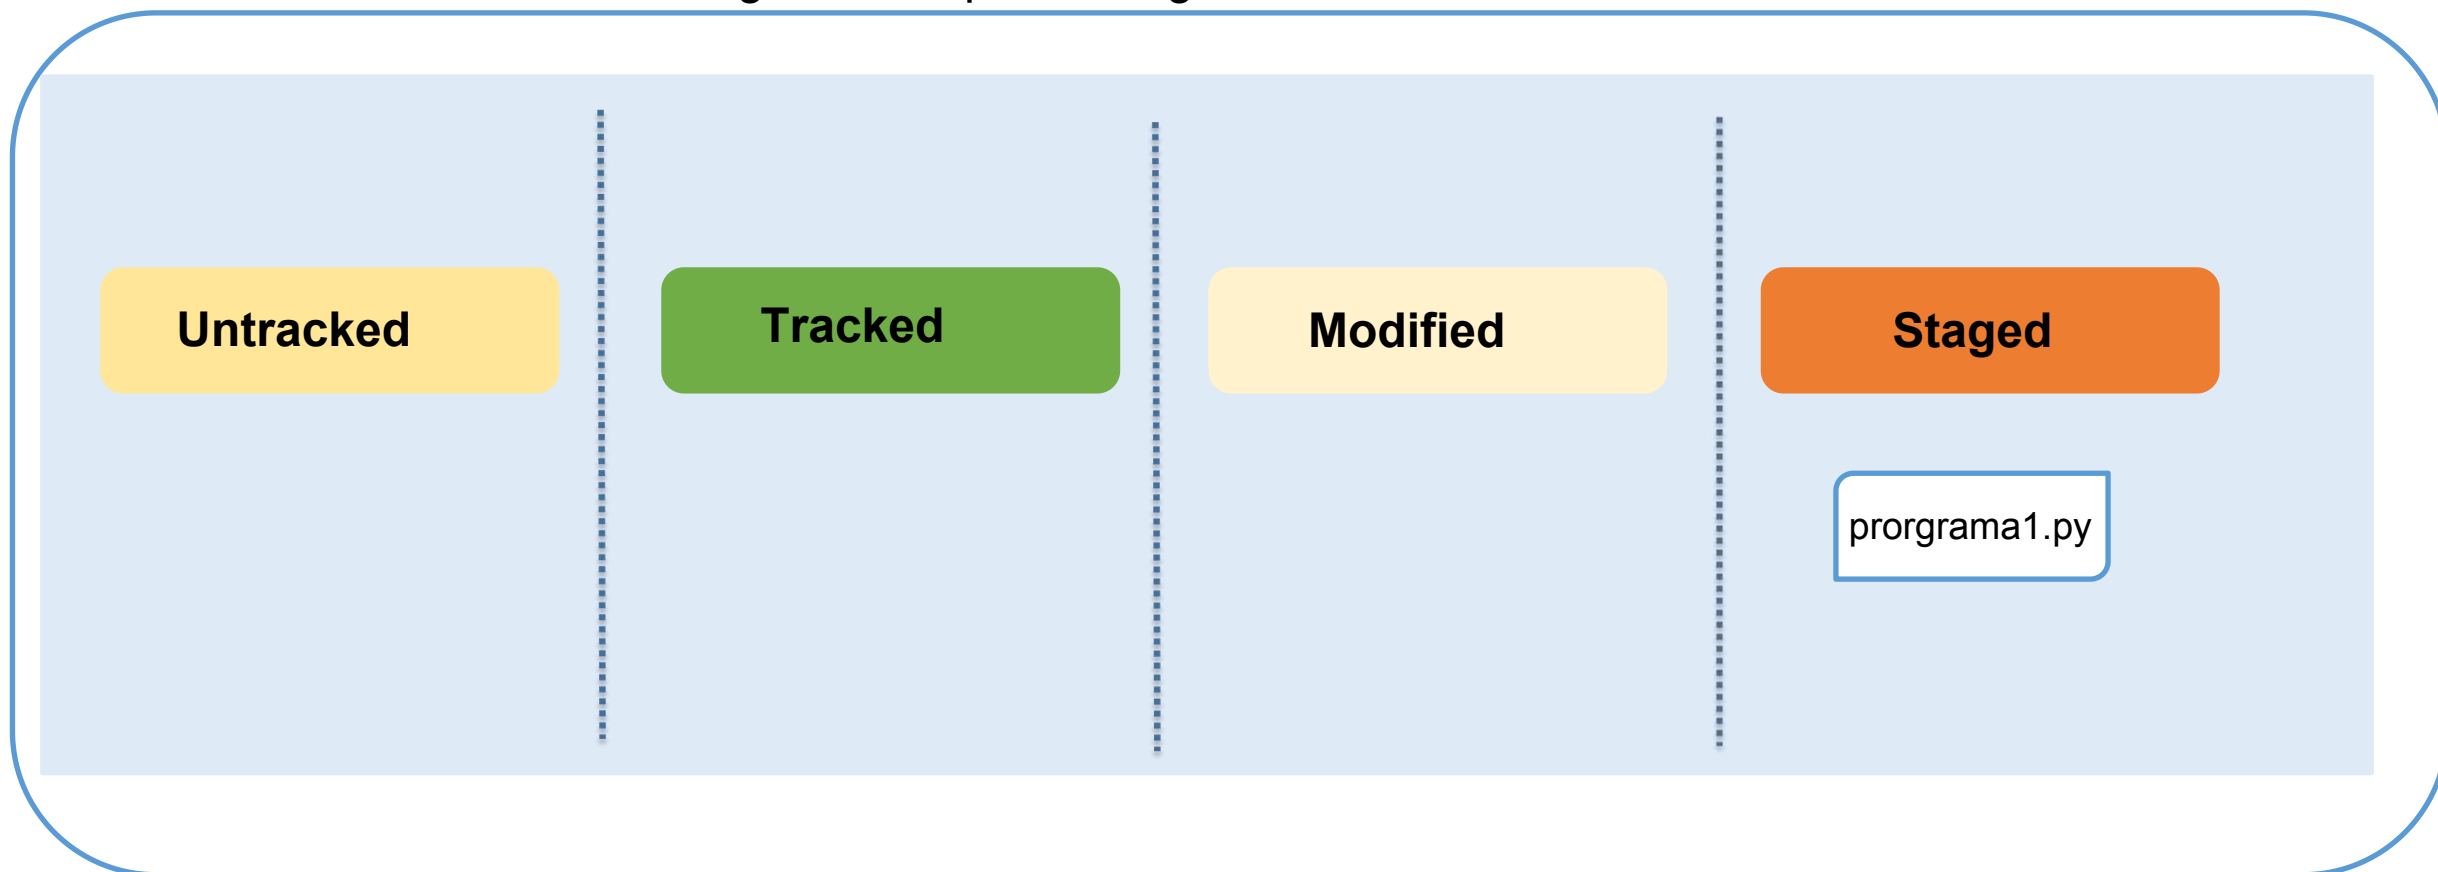 Untracked
Tracked
Modified
Staged
prorgrama1.py